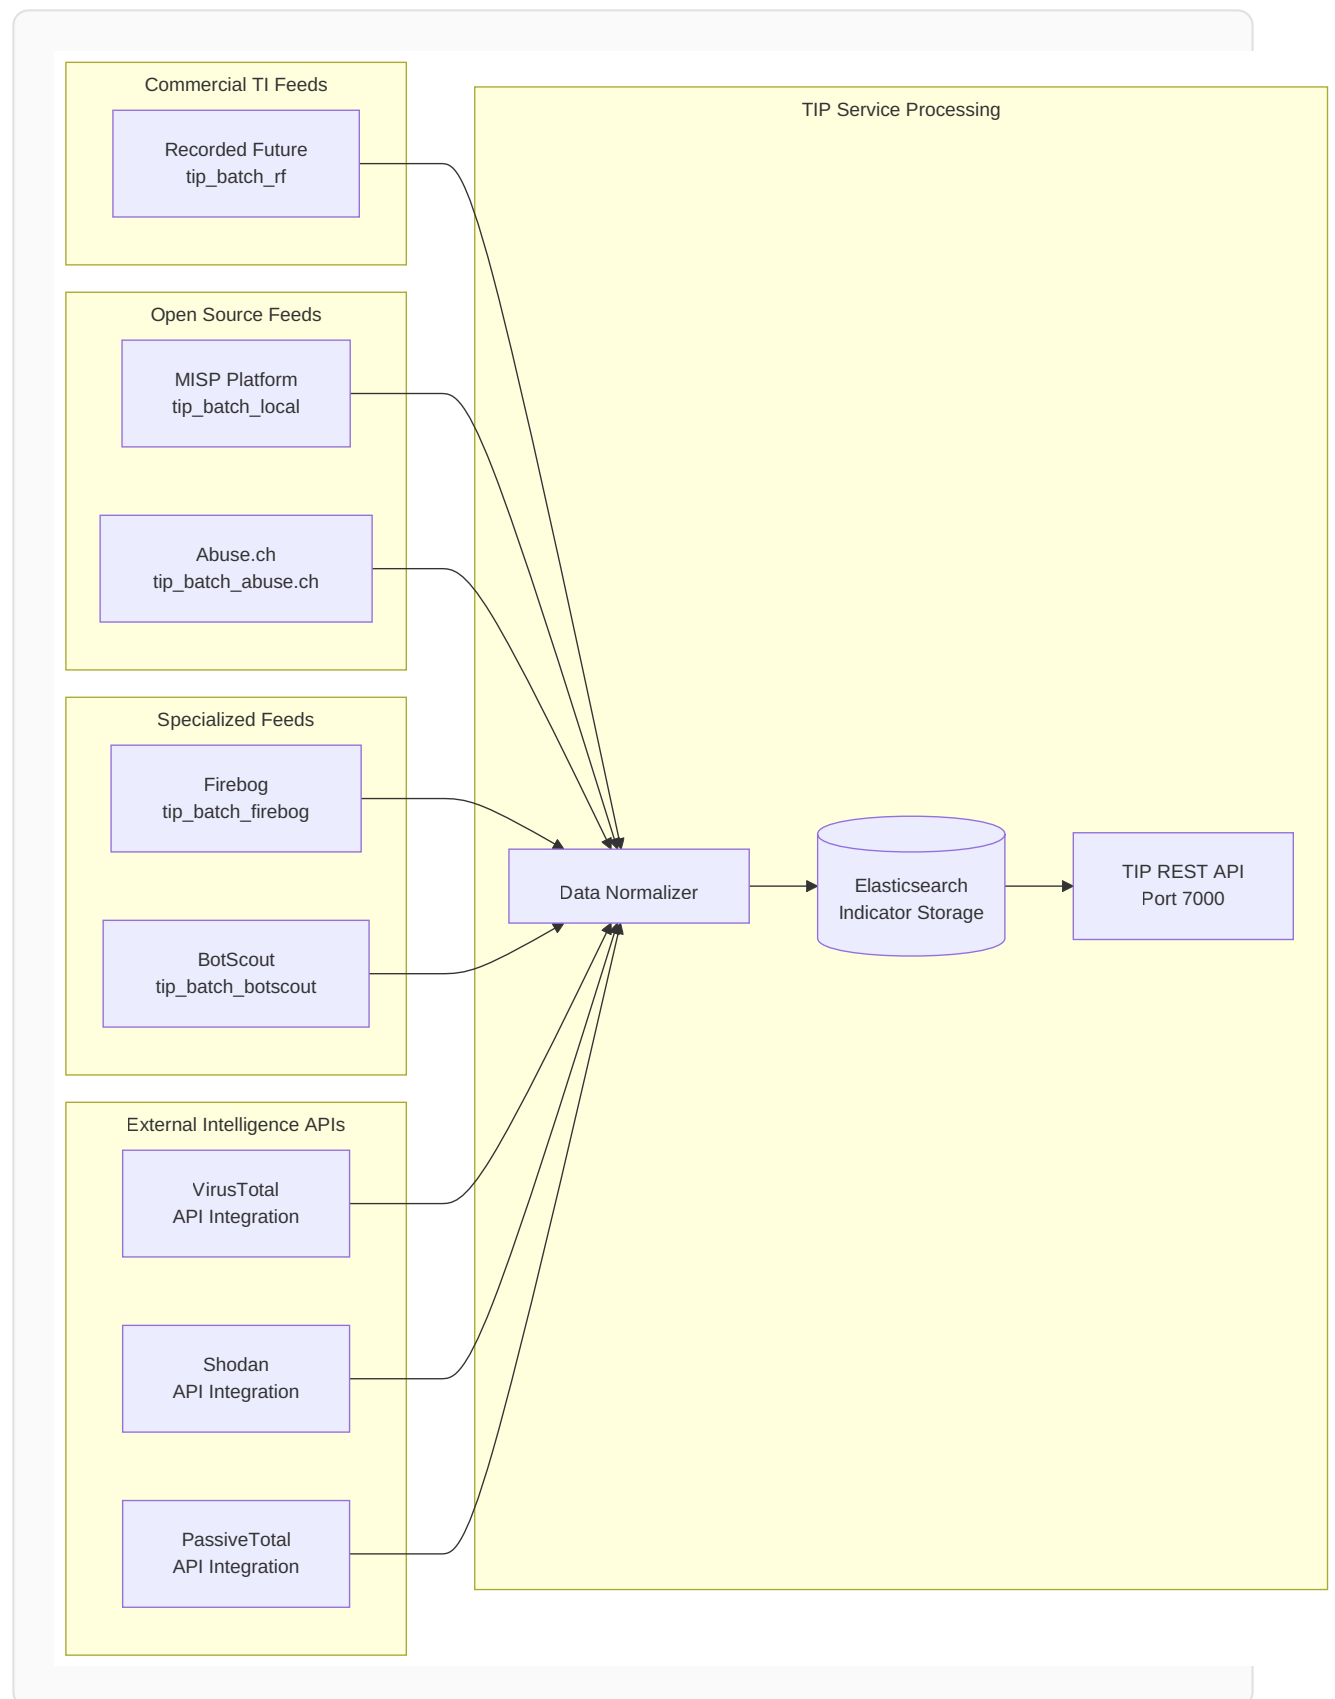 Commercial TI Feeds
Recorded Future
tip_batch_rf
Open Source Feeds
MISP Platform
tip_batch_local
Abuse.ch
tip_batch_abuse.ch
Specialized Feeds
Firebog
tip_batch_firebog
BotScout
tip_batch_botscout
External Intelligence APIs
VirusTotal
API Integration
Shodan
API Integration
PassiveTotal
API Integration
TIP Service Processing
Data Normalizer
Elasticsearch
Indicator Storage
TIP REST API
Port 7000